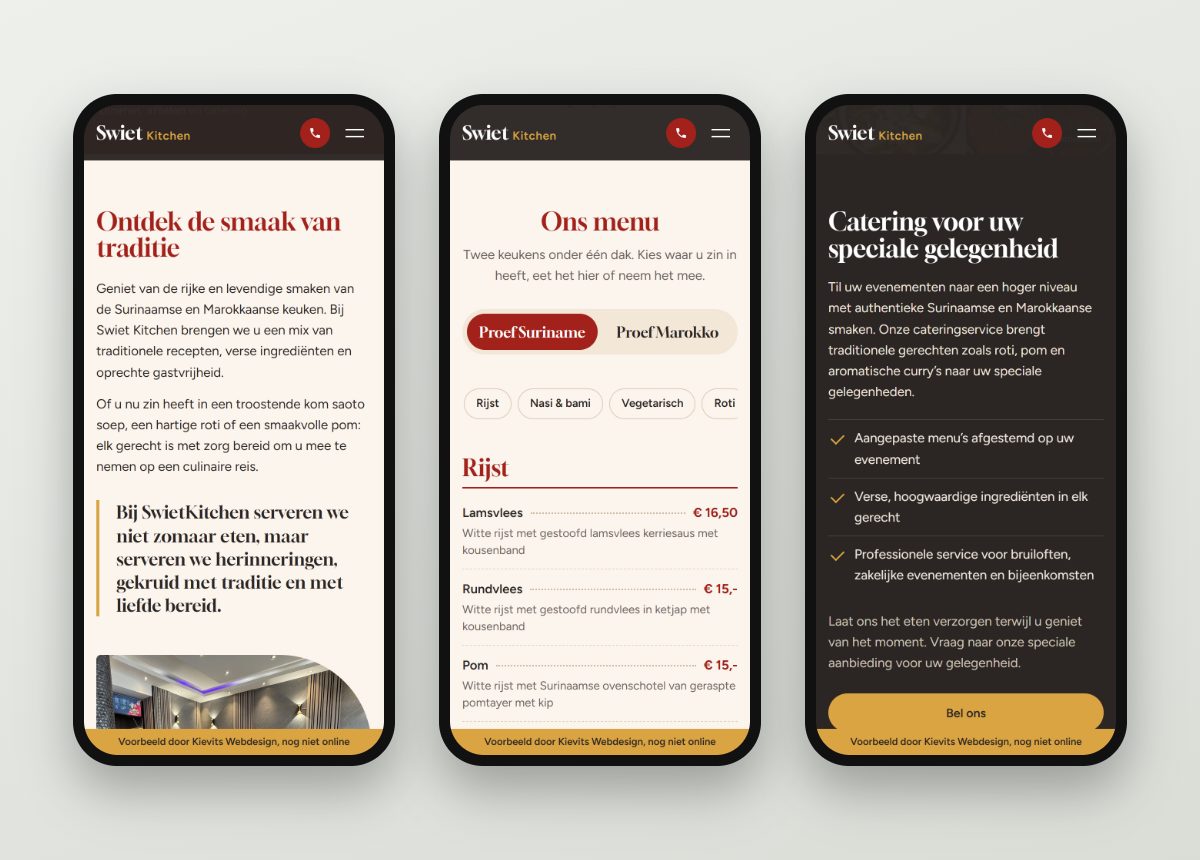 Swiet Kitchen
Ontdek de smaak van
traditie
Geniet van de rijke en levendige smaken van
de Surinaamse en Marokkaanse keuken. Bij
Swiet Kitchen brengen we u een mix van
traditionele recepten, verse ingrediënten en
oprechte gastvrijheid.
Of u nu zin heeft in een troostende kom saoto
soep, een hartige roti of een smaakvolle pom:
elk gerecht is met zorg bereid om u mee te
nemen op een culinaire reis.
Bij SwietKitchen serveren we
niet zomaar eten, maar
serveren we herinneringen,
gekruid met traditie en met
liefde bereid.
Voorbeeld door Kievits Webdesign, nog niet online
Swiet Kitchen
Ons menu
Twee keukens onder één dak. Kies waar u zin in
heeft, eet het hier of neem het mee.
Proef Suriname Proef Marokko
Rijst Nasi & bami Vegetarisch Roti
Rijst
Lamsvlees € 16,50
Witte rijst met gestoofd lamsvlees kerriesaus met
kousenband
Rundvlees € 15,-
Witte rijst met gestoofd rundvlees in ketjap met
kousenband
Pom € 15,-
Witte rijst met Surinaamse ovenschotel van geraspte
pomtayer met kip
Voorbeeld door Kievits Webdesign, nog niet online
Swiet Kitchen
Catering voor uw
speciale gelegenheid
Til uw evenementen naar een hoger niveau
met authentieke Surinaamse en Marokkaanse
smaken. Onze cateringservice brengt
traditionele gerechten zoals roti, pom en
aromatische curry's naar uw speciale
gelegenheden.
Aangepaste menu's afgestemd op uw
evenement
Verse, hoogwaardige ingrediënten in elk
gerecht
Professionele service voor bruiloften,
zakelijke evenementen en bijeenkomsten
Laat ons het eten verzorgen terwijl u geniet
van het moment. Vraag naar onze speciale
aanbieding voor uw gelegenheid.
Bel ons
Voorbeeld door Kievits Webdesign, nog niet online